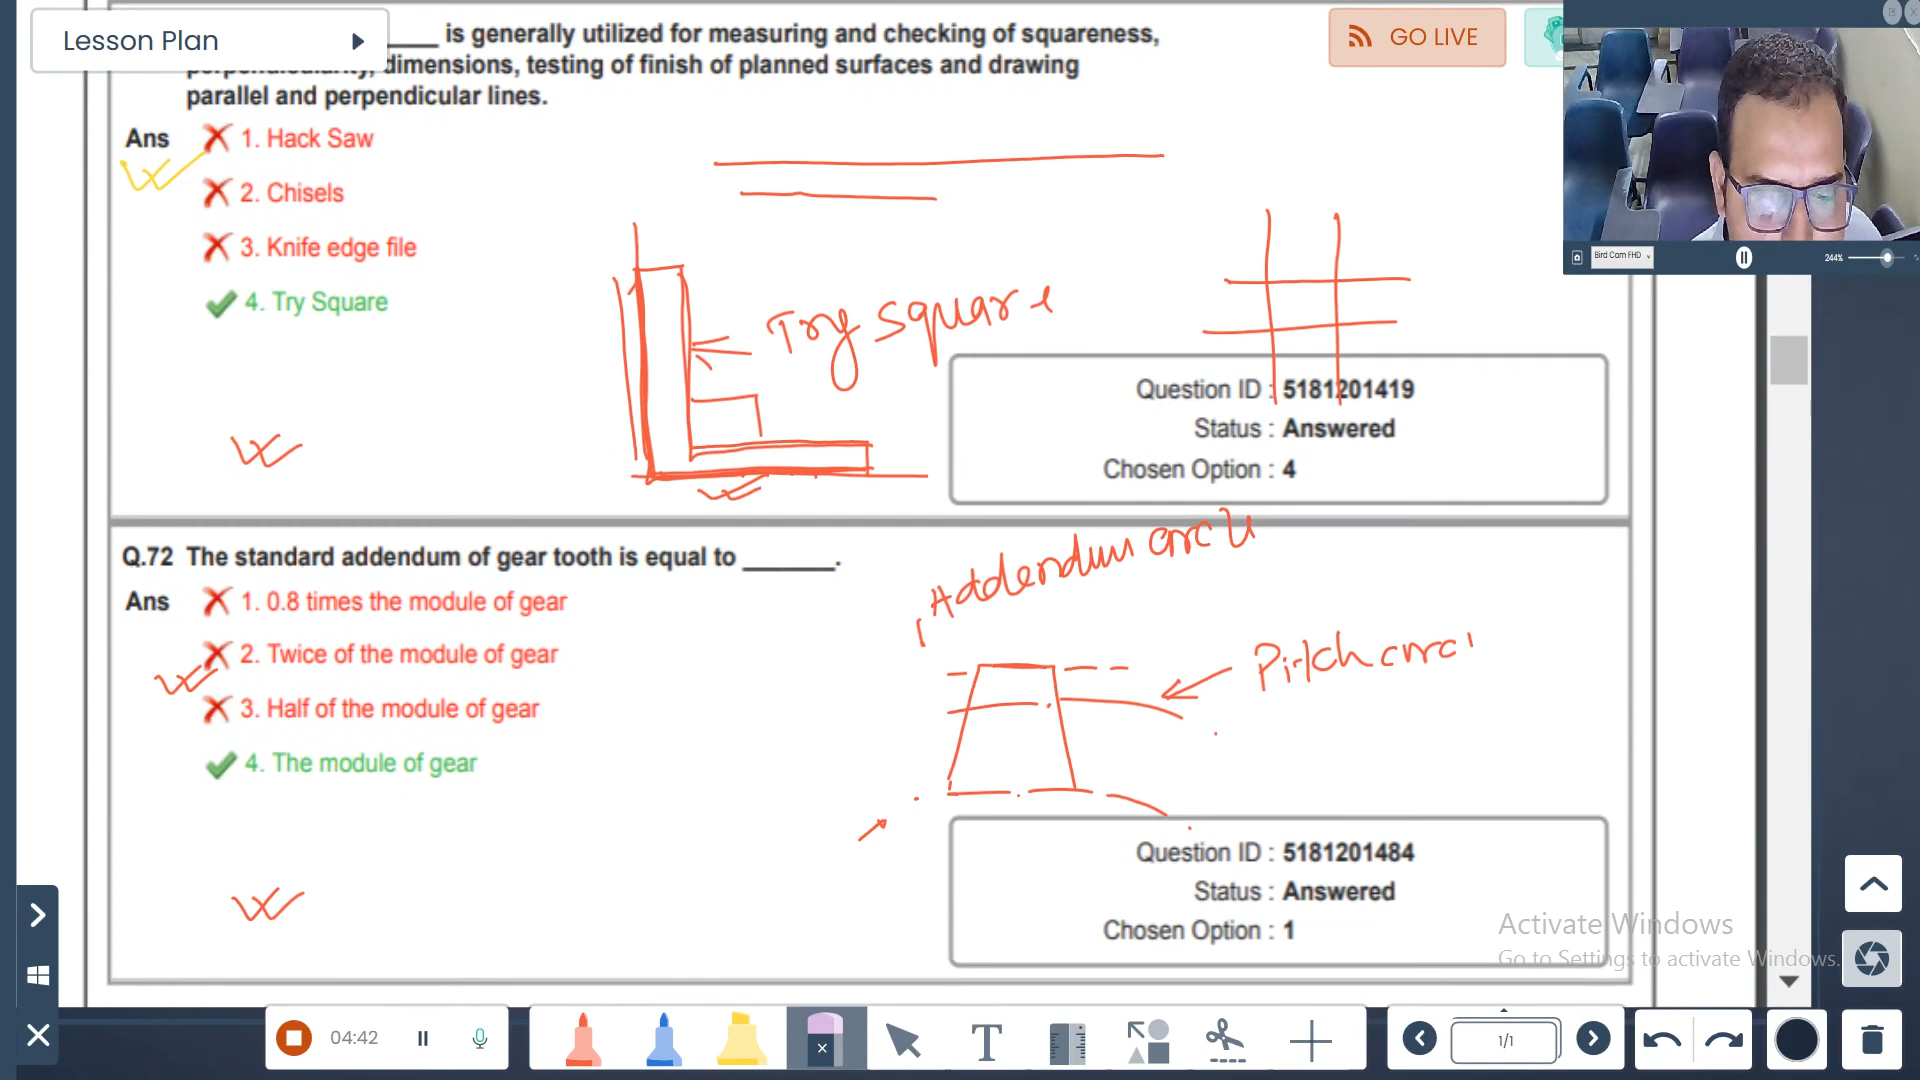 Lesson Plan
is generally utilized for measuring and checking of squareness,
perpendicularity, dimensions, testing of finish of planned surfaces and drawing
parallel and perpendicular lines.
GO LIVE
Ans
1. Hack Saw
2. Chisels
3. Knife edge file
4. Try Square
Try square
Bird Cam FHD
244%
Question ID : 5181201419
Status : Answered
Chosen Option : 4
Q.72 The standard addendum of gear tooth is equal to _______.
Ans
1. 0.8 times the module of gear
2. Twice of the module of gear
3. Half of the module of gear
4. The module of gear
Addendum
Question ID : 5181201484
Status : Answered
Chosen Option : 1
Activate Windows
Go to Settings to activate Windows.
04:42
1/1